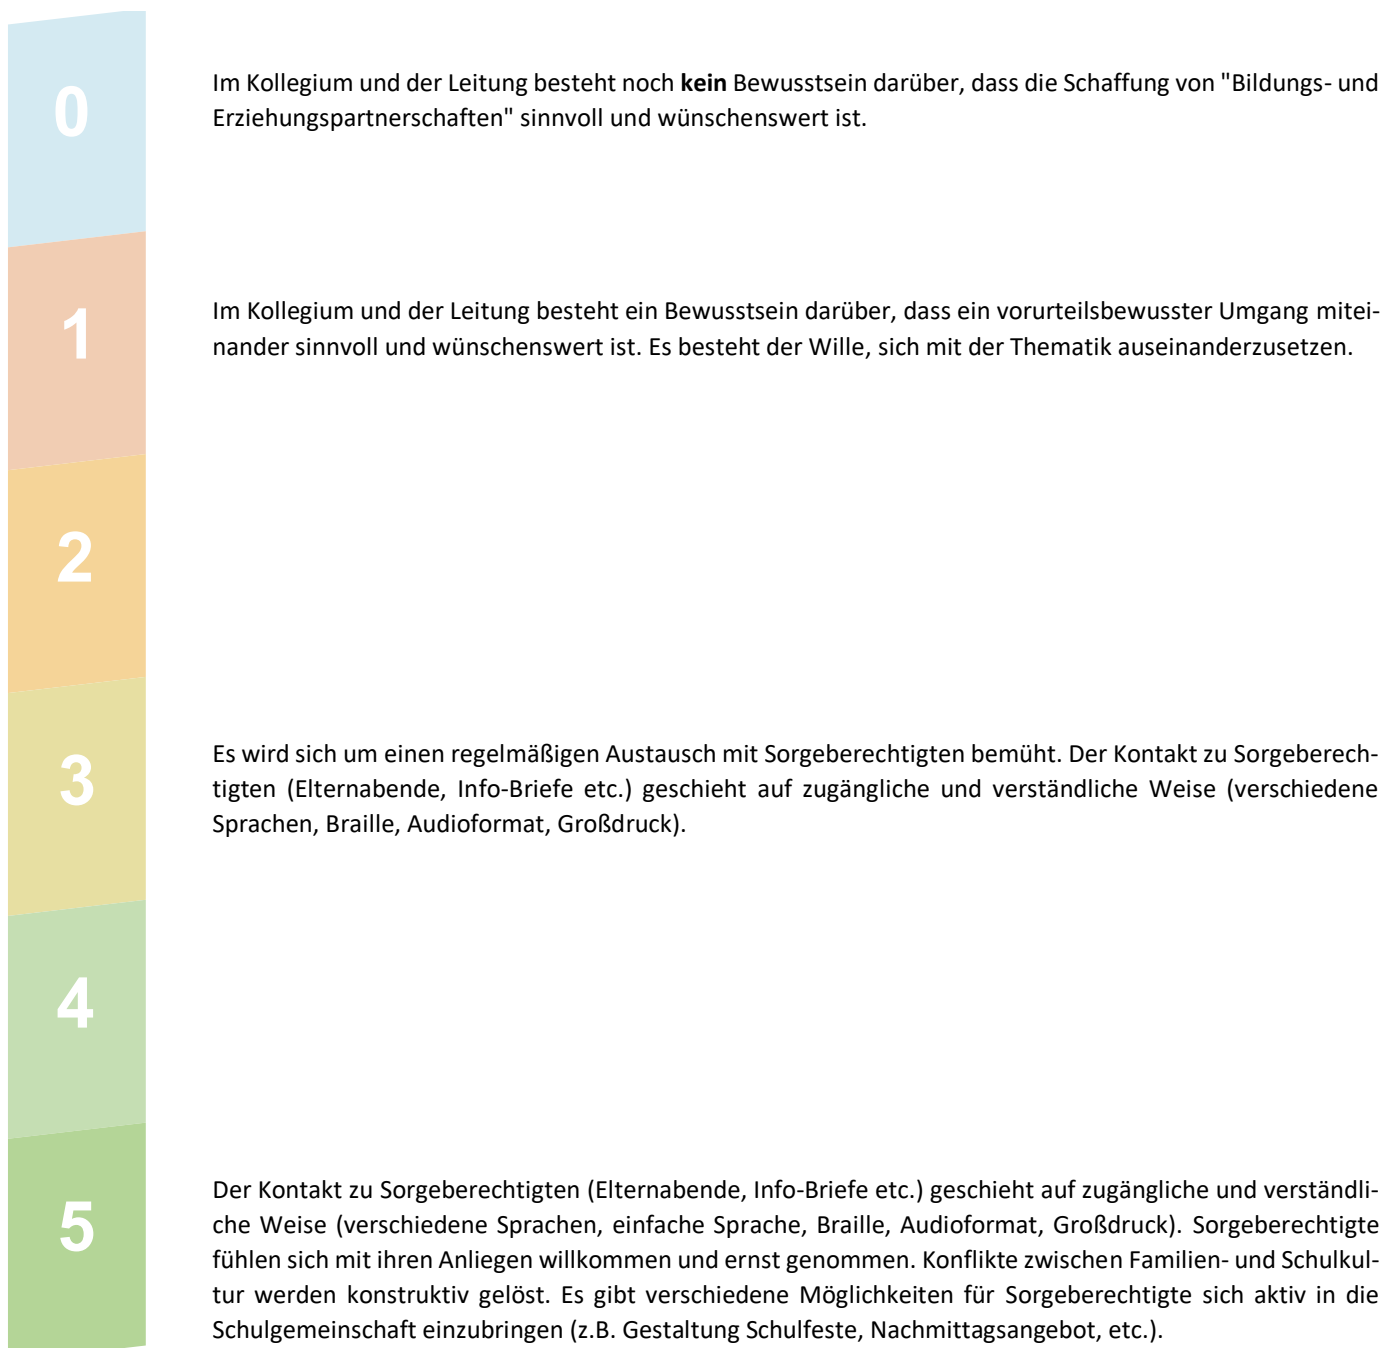 0
Im Kollegium und der Leitung besteht noch kein Bewusstsein darüber, dass die Schaffung von "Bildungs- und
Erziehungspartnerschaften" sinnvoll und wünschenswert ist.
1
Im Kollegium und der Leitung besteht ein Bewusstsein darüber, dass ein vorurteilsbewusster Umgang mitei-
nander sinnvoll und wünschenswert ist. Es besteht der Wille, sich mit der Thematik auseinanderzusetzen.
2
3
Es wird sich um einen regelmäßigen Austausch mit Sorgeberechtigten bemüht. Der Kontakt zu Sorgeberech-
tigten (Elternabende, Info-Briefe etc.) geschieht auf zugängliche und verständliche Weise (verschiedene
Sprachen, Braille, Audioformat, Großdruck).
4
5
Der Kontakt zu Sorgeberechtigten (Elternabende, Info-Briefe etc.) geschieht auf zugängliche und verständli-
che Weise (verschiedene Sprachen, einfache Sprache, Braille, Audioformat, Großdruck). Sorgeberechtigte
fühlen sich mit ihren Anliegen willkommen und ernst genommen. Konflikte zwischen Familien- und Schulkul-
tur werden konstruktiv gelöst. Es gibt verschiedene Möglichkeiten für Sorgeberechtigte sich aktiv in die
Schulgemeinschaft einzubringen (z.B. Gestaltung Schulfeste, Nachmittagsangebot, etc.).